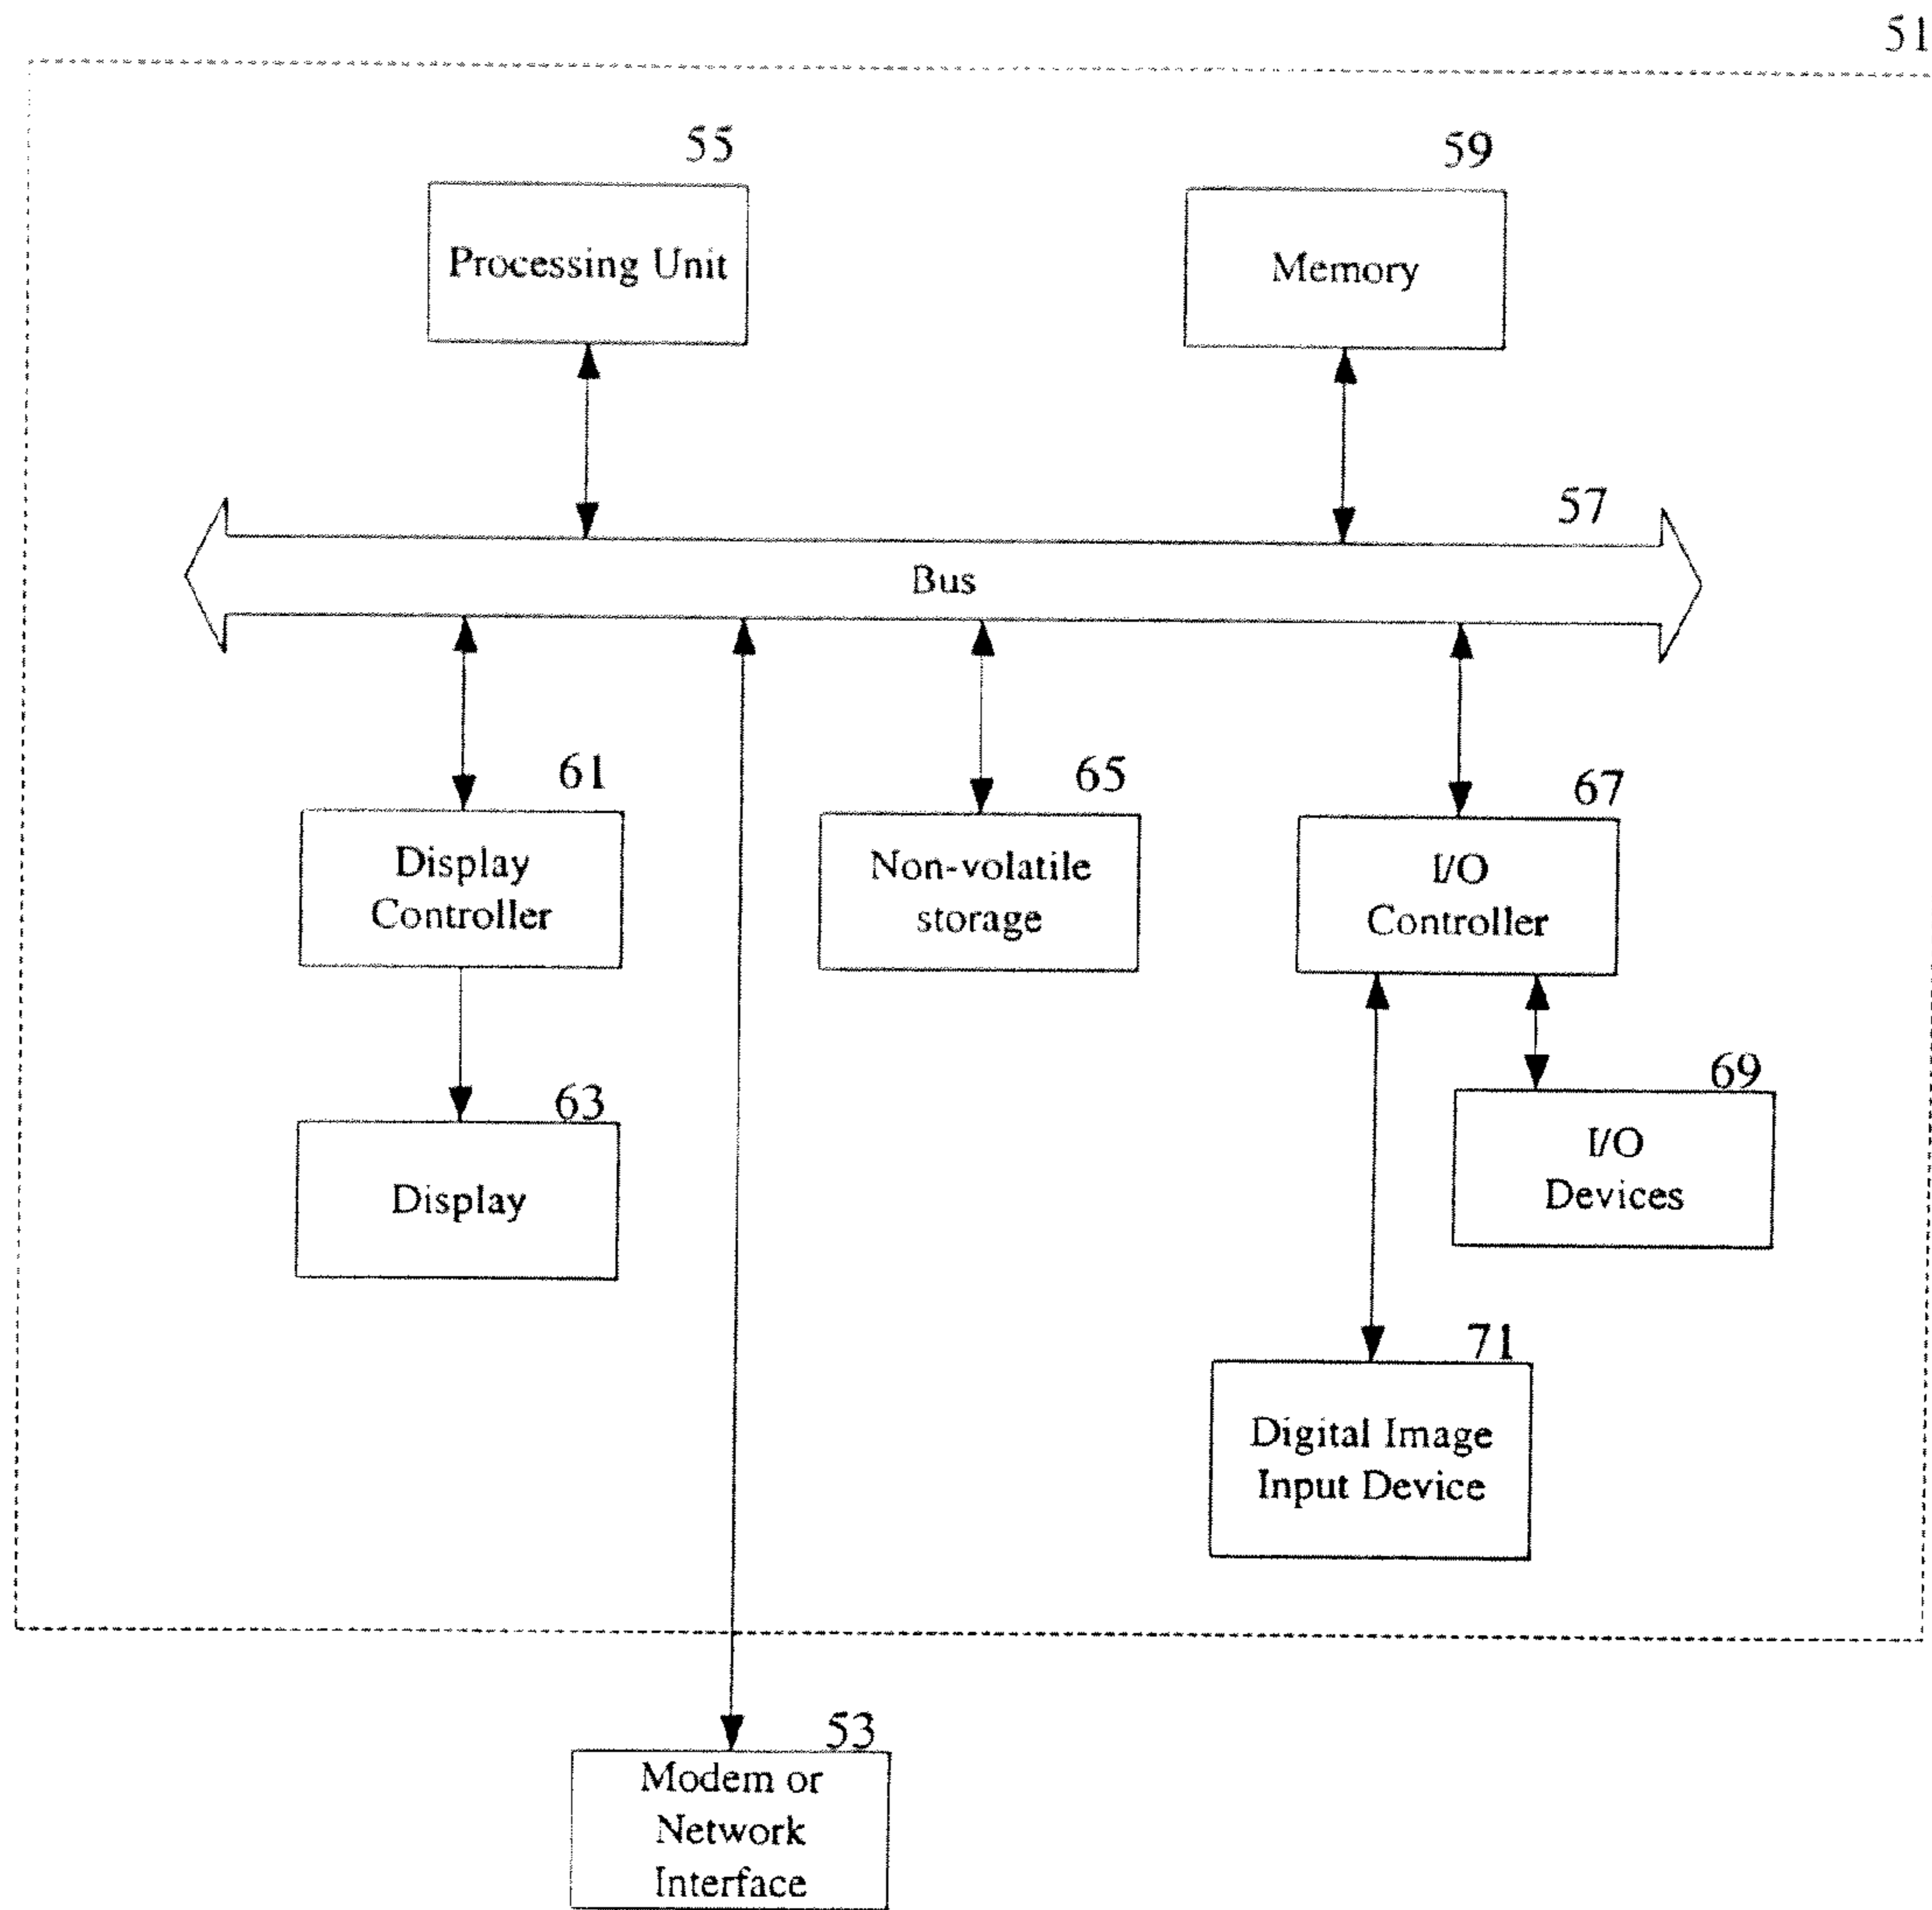 51
55
59
Processing Unit
Memory
57
Bus
61
65
67
Display
Controller
Non-volatile
storage
I/O
Controller
63
69
Display
I/O
Devices
71
Digital Image
Input Device
53
Modem or
Network
Interface